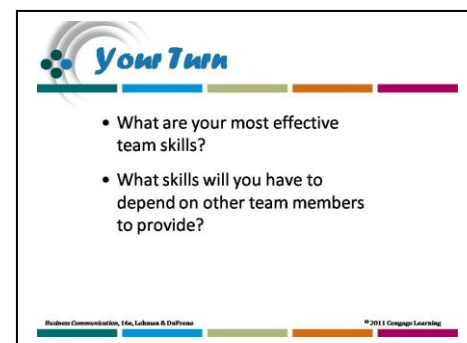 Your Turn
• What are your most effective
team skills?
• What skills will you have to
depend on other team members
to provide?
Business Communication, 16e, Lehman & DuFrene
©2011 Cengage Learning